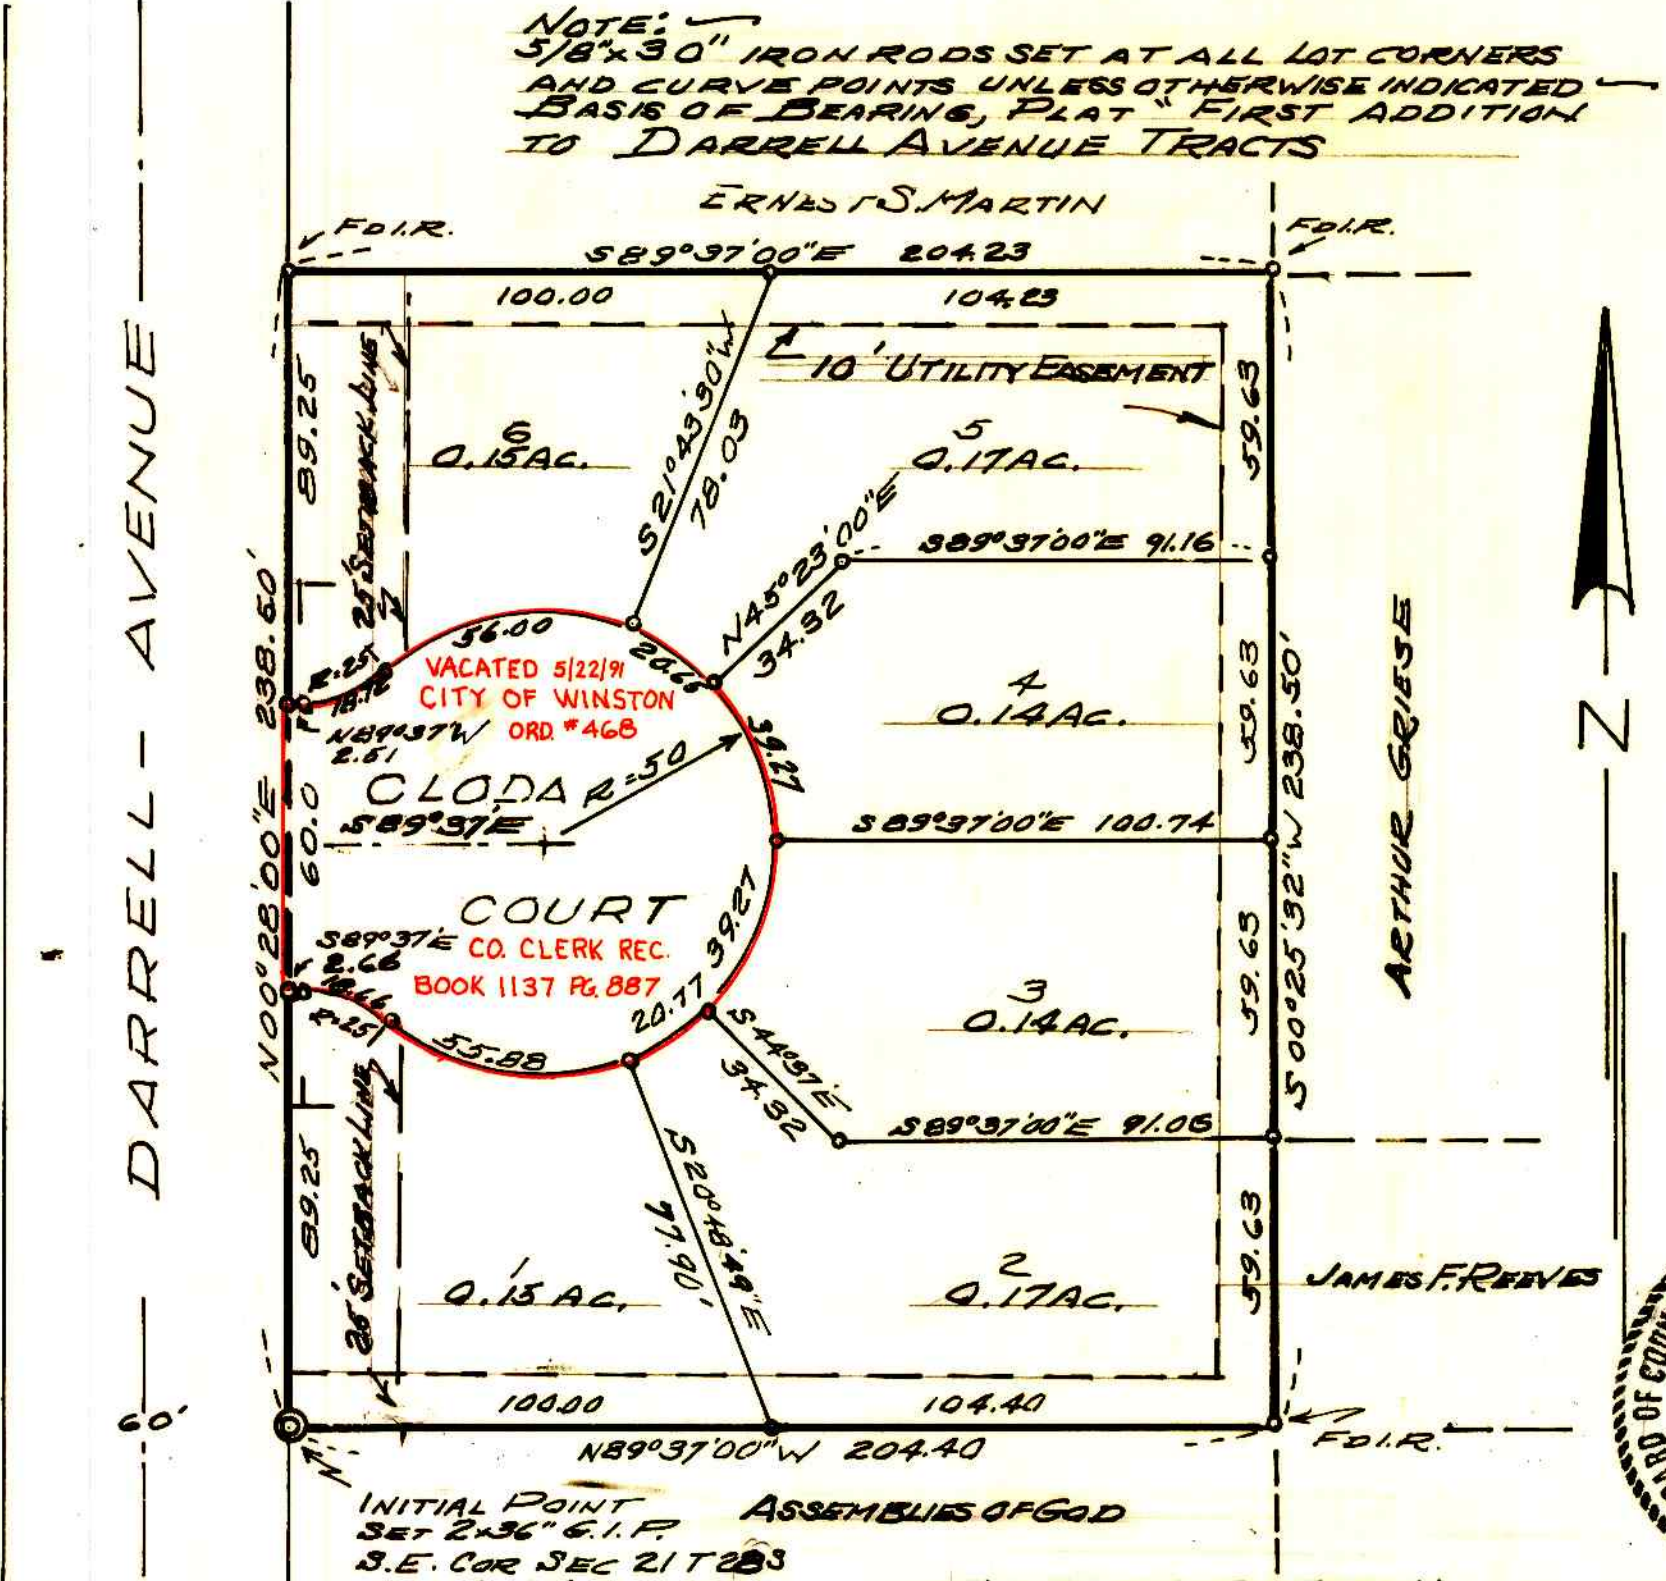 NOTE:
5/8"x30" IRON RODS SET AT ALL LOT CORNERS
AND CURVE POINTS UNLESS OTHERWISE INDICATED
BASIS OF BEARING, PLAT "FIRST ADDITION
TO DARRELL AVENUE TRACTS
ERNEST S. MARTIN
FD I.R.
FD I.R.
S89°37'00"E 204.23
100.00
104.23
10' UTILITY EASEMENT
DARRELL - AVENUE
60'
89.25
25' SETBACK LINE
6
0.15 AC.
S21°43'30"W
78.03
5
0.17 AC.
59.63
N45°23'00"E
34.32
S89°37'00"E 91.16
56.00
20.66
R=25
18.72
N89°37'W
2.51
VACATED 5/22/91
CITY OF WINSTON
ORD. #468
4
0.14 AC.
59.63
39.27
N00°28'00"E 238.50'
60.0
CLODA
R=50
S89°37'E
S89°37'00"E 100.74
S00°25'32"W 238.50'
ARTHUR GRIESE
N
COURT
CO. CLERK REC.
BOOK 1137 PG. 887
S89°37'E
2.66
18.66
R=25
55.88
20.77
39.27
3
0.14 AC.
59.63
S44°37'E
34.32
S89°37'00"E 91.06
89.25
25' SETBACK LINE
1
0.15 AC.
S20°48'49"E
77.90'
2
0.17 AC.
59.63
JAMES F. REEVES
100.00
104.40
N89°37'00"W 204.40
FD I.R.
INITIAL POINT
SET 2x36" G.I.P.
S.E. COR SEC 21 T28S
ASSEMBLIES OF GOD